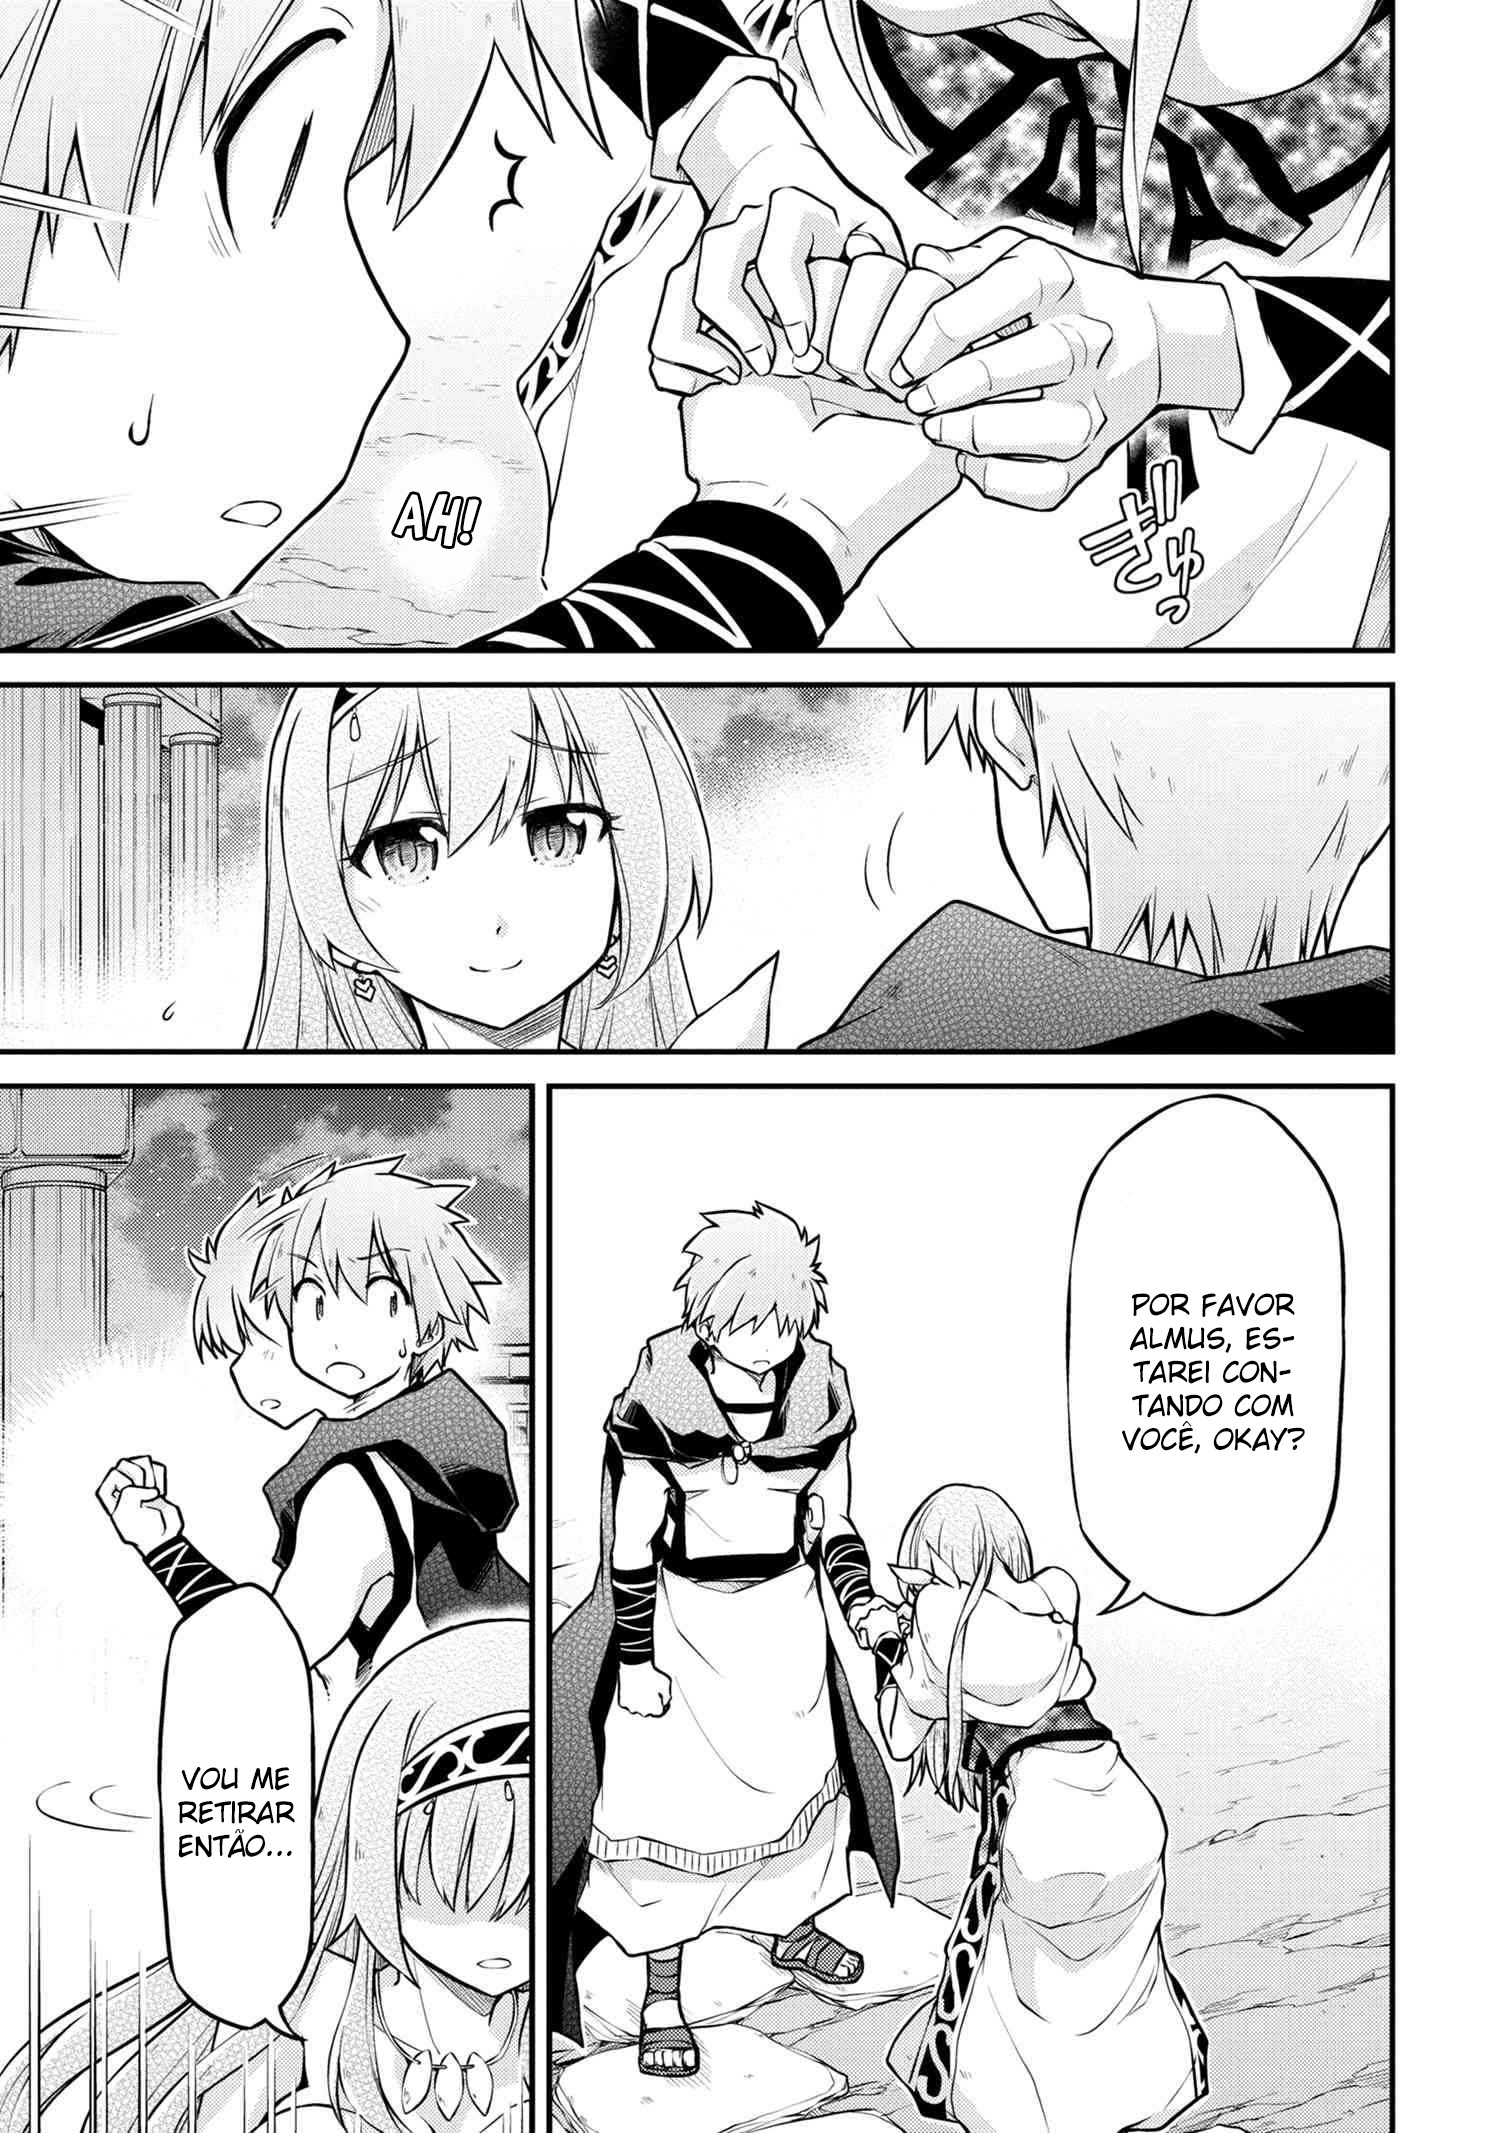 AH!
ぎゅっ
POR FAVOR
ALMUS, ES-
TAREI CON-
TANDO COM
VOCÊ, OKAY?
VOU ME
RETIRAR
ENTÃO...